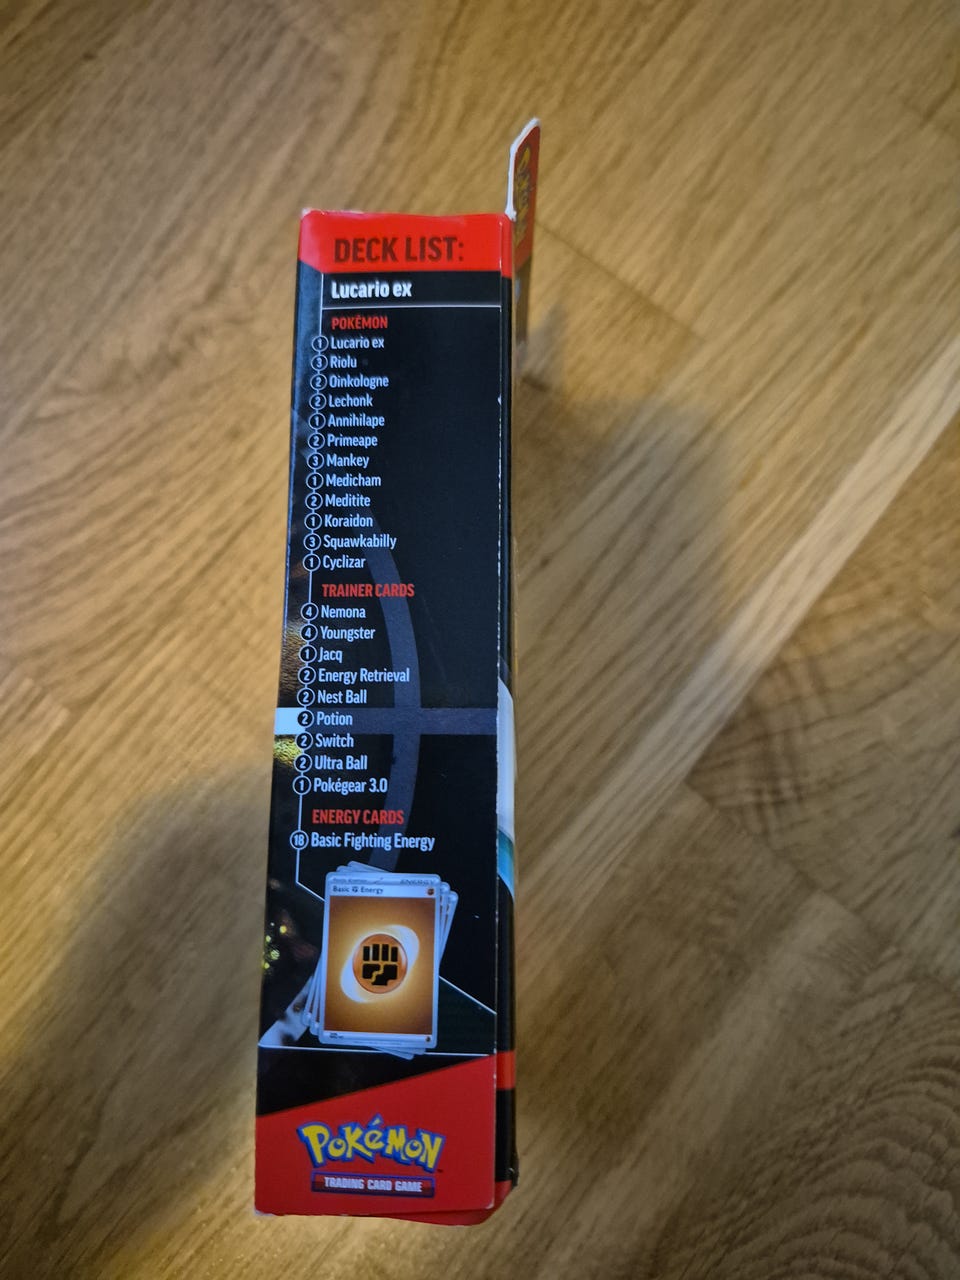 DECK LIST:
Lucario ex
POKÉMON
1 Lucario ex
3 Riolu
2 Oinkologne
2 Lechonk
1 Annihilape
2 Primeape
3 Mankey
1 Medicham
2 Meditite
1 Koraidon
3 Squawkabilly
1 Cyclizar
TRAINER CARDS
4 Nemona
4 Youngster
1 Jacq
2 Energy Retrieval
2 Nest Ball
2 Potion
2 Switch
2 Ultra Ball
1 Pokégear 3.0
ENERGY CARDS
18 Basic Fighting Energy
ENERGY
Basic Energy
POKéMON
TRADING CARD GAME